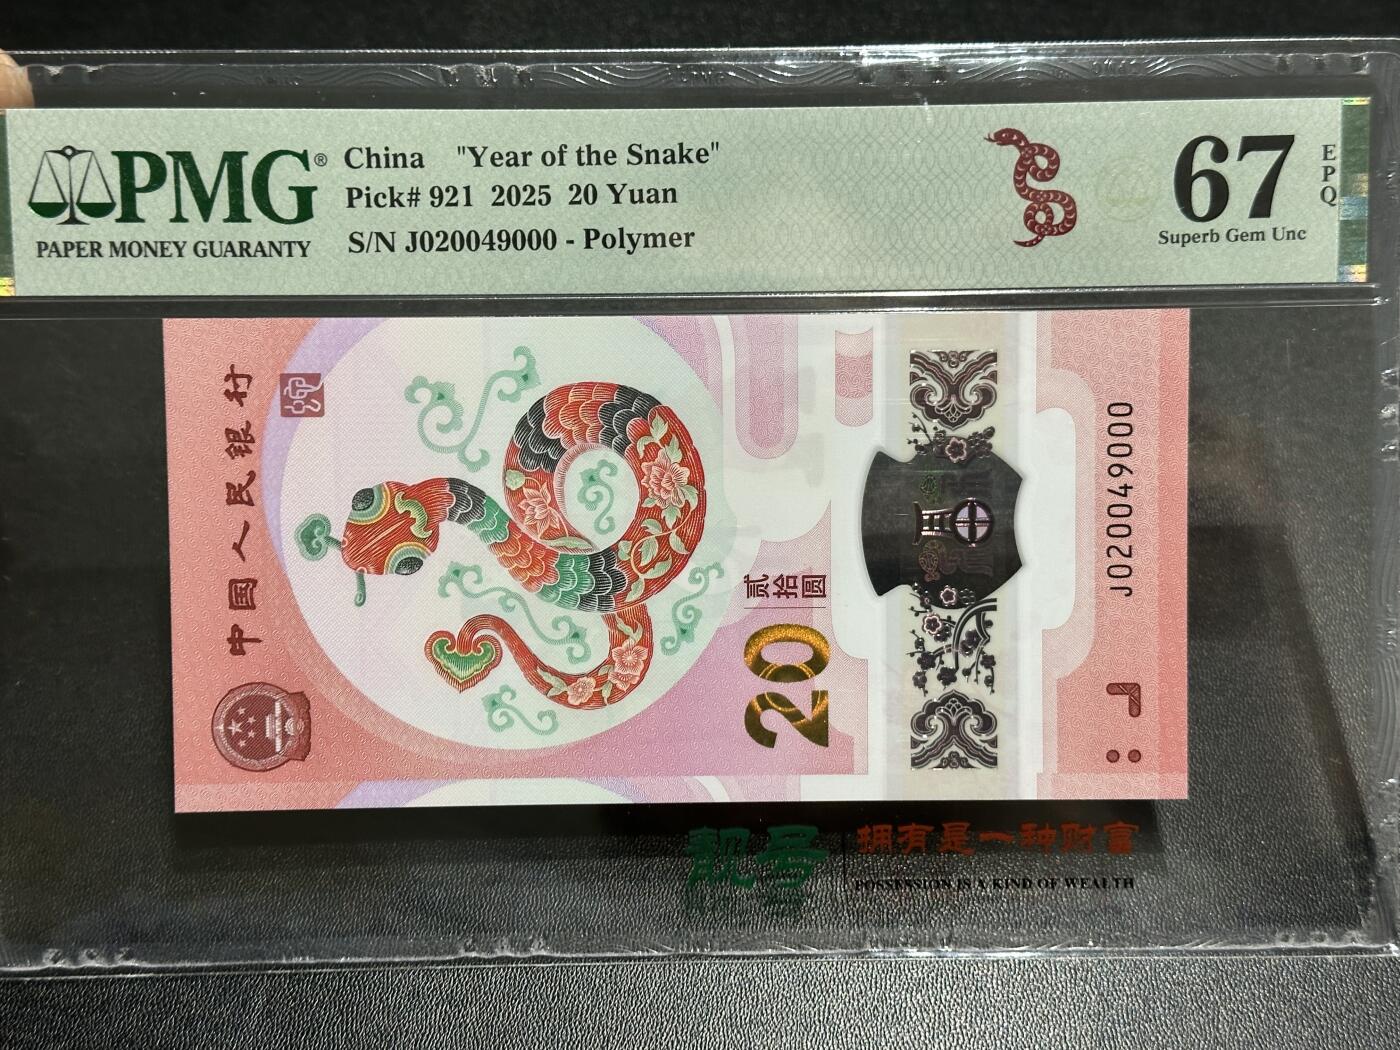 PMG®
PAPER MONEY GUARANTY
China "Year of the Snake"
Pick# 921 2025 20 Yuan
S/N J020049000 - Polymer
67
EPQ
Superb Gem Unc
中国人民银行
贰拾圆
20
J020049000
靓号
拥有是一种财富
POSSESSION IS A KIND OF WEALTH